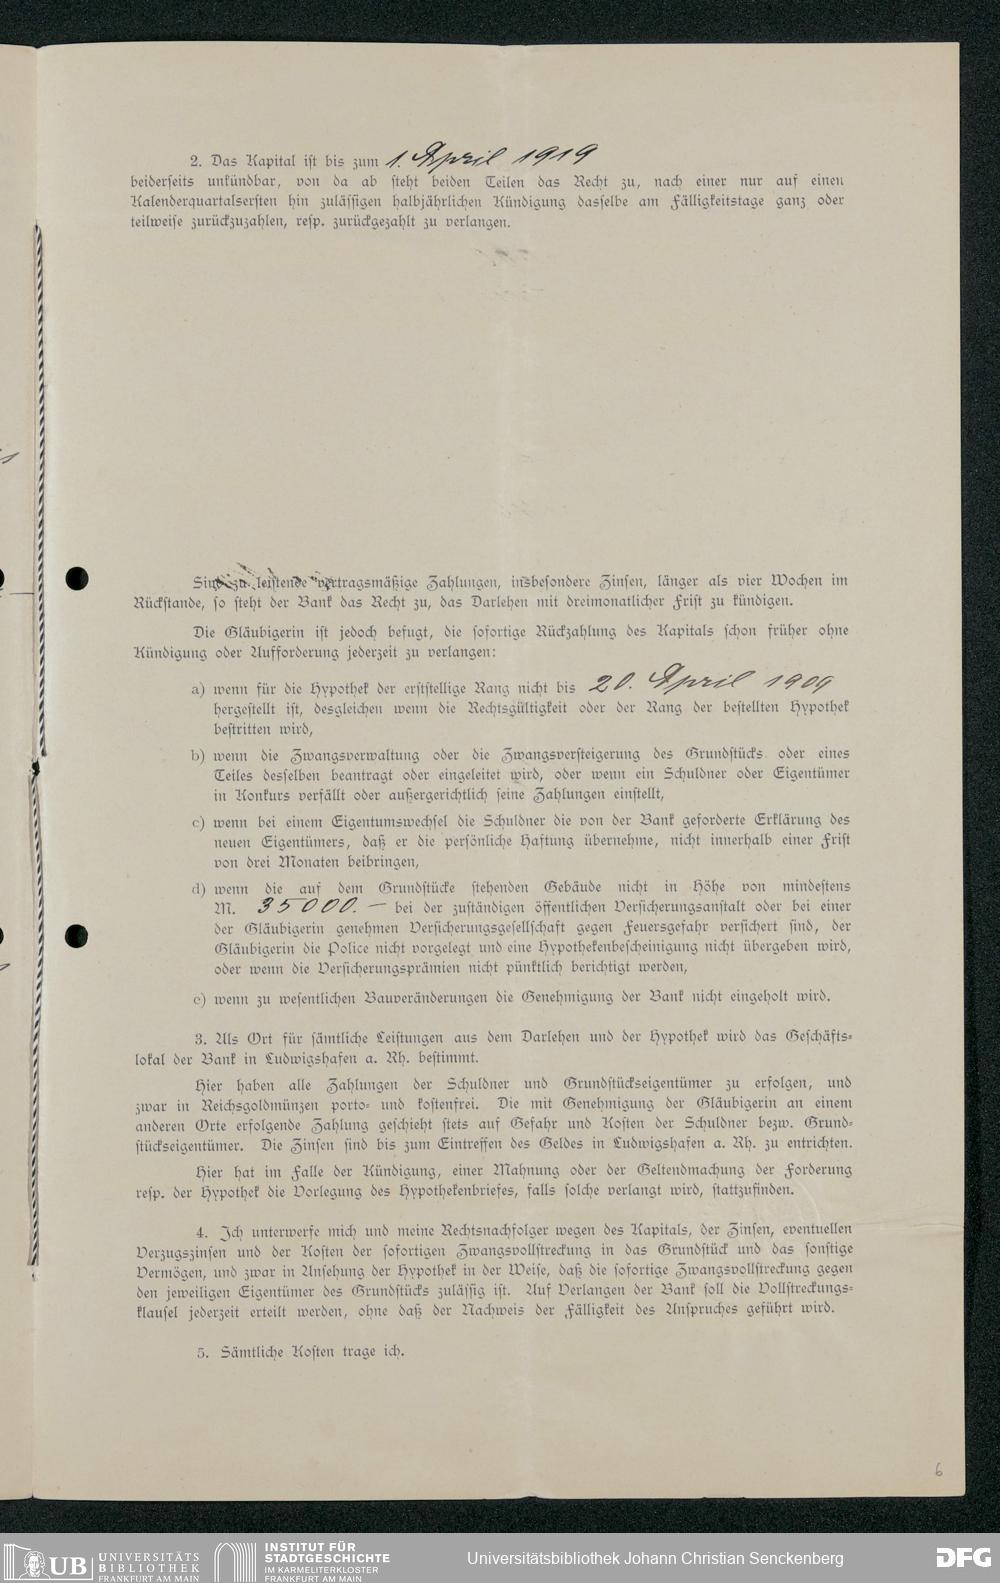 2. Das Kapital ist bis zum 1. April 1919
beiderseits unkündbar, von da ab steht beiden Teilen das Recht zu, nach einer nur auf einen
Kalenderquartalsersten hin zulässigen halbjährlichen Kündigung dasselbe am Fälligkeitstage ganz oder
teilweise zurückzuzahlen, resp. zurückgezahlt zu verlangen.
Sind zu leistende vertragsmäßige Zahlungen, insbesondere Zinsen, länger als vier Wochen im
Rückstande, so steht der Bank das Recht zu, das Darlehen mit dreimonatlicher Frist zu kündigen.
Die Gläubigerin ist jedoch befugt, die sofortige Rückzahlung des Kapitals schon früher ohne
Kündigung oder Aufforderung jederzeit zu verlangen:
a) wenn für die Hypothek der erststellige Rang nicht bis 20. April 1909
hergestellt ist, desgleichen wenn die Rechtsgültigkeit oder der Rang der bestellten Hypothek
bestritten wird,
b) wenn die Zwangsverwaltung oder die Zwangsversteigerung des Grundstücks oder eines
Teiles desselben beantragt oder eingeleitet wird, oder wenn ein Schuldner oder Eigentümer
in Konkurs verfällt oder außergerichtlich seine Zahlungen einstellt,
c) wenn bei einem Eigentumswechsel die Schuldner die von der Bank geforderte Erklärung des
neuen Eigentümers, daß er die persönliche Haftung übernehme, nicht innerhalb einer Frist
von drei Monaten beibringen,
d) wenn die auf dem Grundstücke stehenden Gebäude nicht in Höhe von mindestens
M. 35000.— bei der zuständigen öffentlichen Versicherungsanstalt oder bei einer
der Gläubigerin genehmen Versicherungsgesellschaft gegen Feuersgefahr versichert sind, der
Gläubigerin die Police nicht vorgelegt und eine Hypothekenbescheinigung nicht übergeben wird,
oder wenn die Versicherungsprämien nicht pünktlich berichtigt werden,
e) wenn zu wesentlichen Bauveränderungen die Genehmigung der Bank nicht eingeholt wird.
3. Als Ort für sämtliche Leistungen aus dem Darlehen und der Hypothek wird das Geschäfts-
lokal der Bank in Ludwigshafen a. Rh. bestimmt.
Hier haben alle Zahlungen der Schuldner und Grundstückseigentümer zu erfolgen, und
zwar in Reichsgoldmünzen porto- und kostenfrei. Die mit Genehmigung der Gläubigerin an einem
anderen Orte erfolgende Zahlung geschieht stets auf Gefahr und Kosten der Schuldner bezw. Grund-
stückseigentümer. Die Zinsen sind bis zum Eintreffen des Geldes in Ludwigshafen a. Rh. zu entrichten.
Hier hat im Falle der Kündigung, einer Mahnung oder der Geltendmachung der Forderung
resp. der Hypothek die Vorlegung des Hypothekenbriefes, falls solche verlangt wird, stattzufinden.
4. Ich unterwerfe mich und meine Rechtsnachfolger wegen des Kapitals, der Zinsen, eventuellen
Verzugszinsen und der Kosten der sofortigen Zwangsvollstreckung in das Grundstück und das sonstige
Vermögen, und zwar in Ansehung der Hypothek in der Weise, daß die sofortige Zwangsvollstreckung gegen
den jeweiligen Eigentümer des Grundstücks zulässig ist. Auf Verlangen der Bank soll die Vollstreckungs-
klausel jederzeit erteilt werden, ohne daß der Nachweis der Fälligkeit des Anspruches geführt wird.
5. Sämtliche Kosten trage ich.
6
UB UNIVERSITÄTS
BIBLIOTHEK
FRANKFURT AM MAIN
INSTITUT FÜR
STADTGESCHICHTE
IM KARMELITERKLOSTER
FRANKFURT AM MAIN
Universitätsbibliothek Johann Christian Senckenberg
DFG